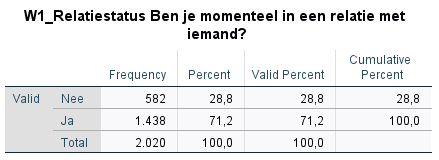 W1_Relatiestatus Ben je momenteel in een relatie met
iemand?
Frequency Percent Valid Percent Cumulative Percent
Valid Nee 582 28,8 28,8 28,8
Ja 1.438 71,2 71,2 100,0
Total 2.020 100,0 100,0